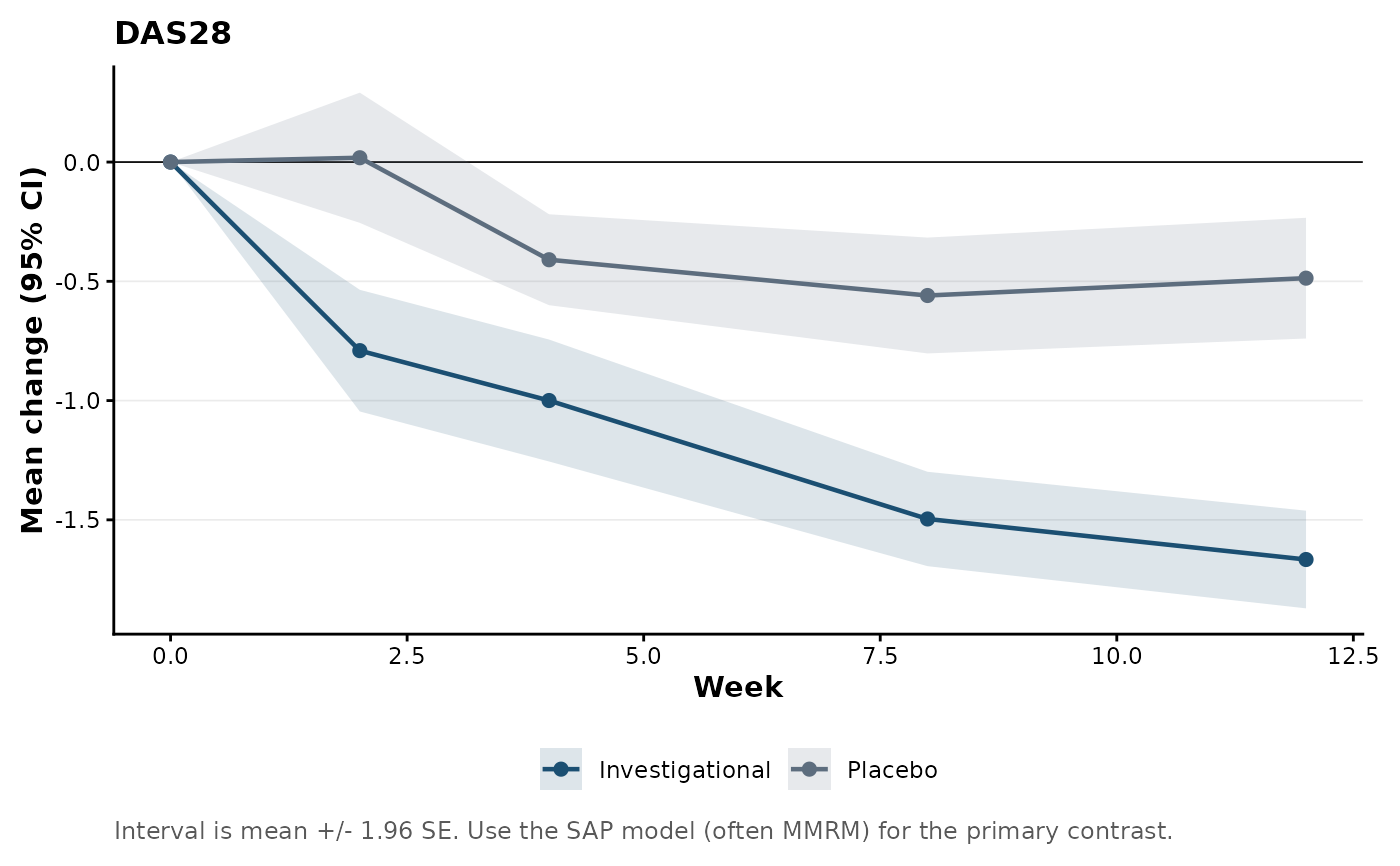 DAS28
Mean change (95% CI)
0.0
-0.5
-1.0
-1.5
0.0 2.5 5.0 7.5 10.0 12.5
Week
Investigational Placebo
Interval is mean +/- 1.96 SE. Use the SAP model (often MMRM) for the primary contrast.